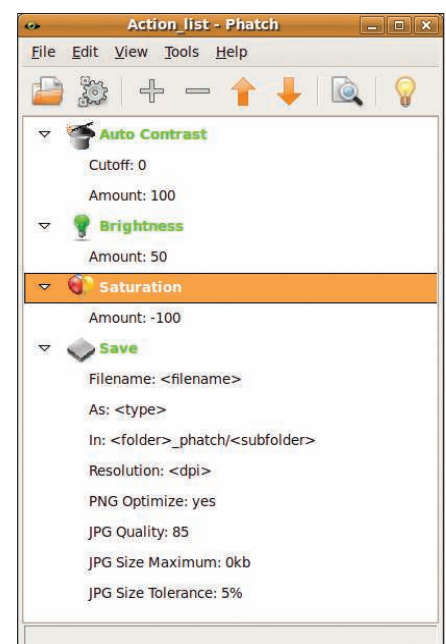 Action_list - Phatch
File Edit View Tools Help
Auto Contrast
Cutoff: 0
Amount: 100
Brightness
Amount: 50
Saturation
Amount: -100
Save
Filename: <filename>
As: <type>
In: <folder>_phatch/<subfolder>
Resolution: <dpi>
PNG Optimize: yes
JPG Quality: 85
JPG Size Maximum: 0kb
JPG Size Tolerance: 5%